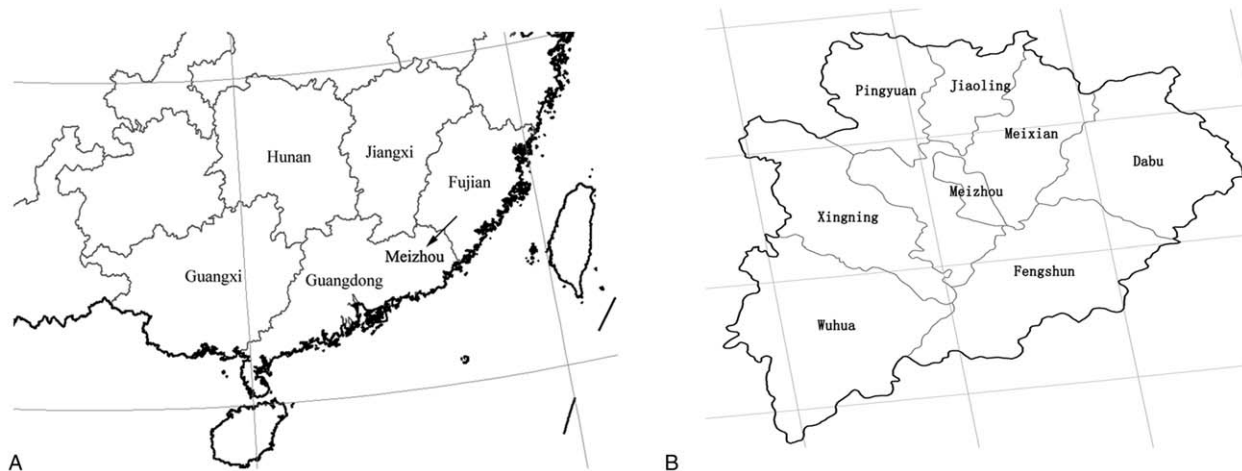 Hunan
Jiangxi
Fujian
Meizhou
Guangxi
Guangdong
A
Pingyuan
Jiaoling
Meixian
Dabu
Meizhou
Xingning
Fengshun
Wuhua
B